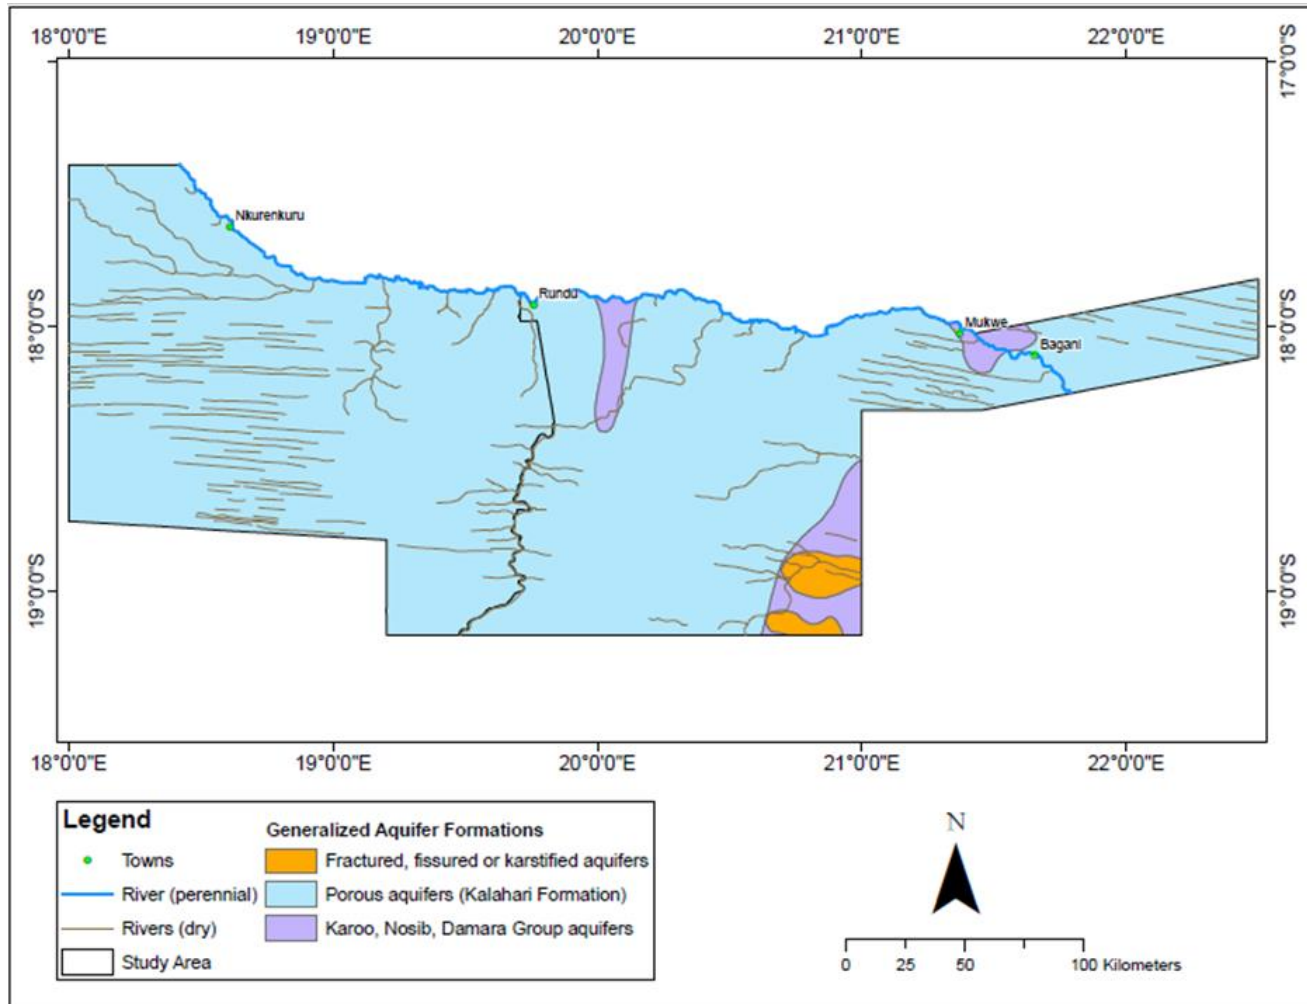 18°0'0"E 19°0'0"E 20°0'0"E 21°0'0"E 22°0'0"E
17°0'0"S
Nkurenkuru
Rundu
18°0'0"S
Mukwe
18°0'0"S
Bagani
19°0'0"S
19°0'0"S
18°0'0"E 19°0'0"E 20°0'0"E 21°0'0"E 22°0'0"E
Legend
Towns
River (perennial)
Rivers (dry)
Study Area
Generalized Aquifer Formations
Fractured, fissured or karstified aquifers
Porous aquifers (Kalahari Formation)
Karoo, Nosib, Damara Group aquifers
N
0 25 50 100 Kilometers